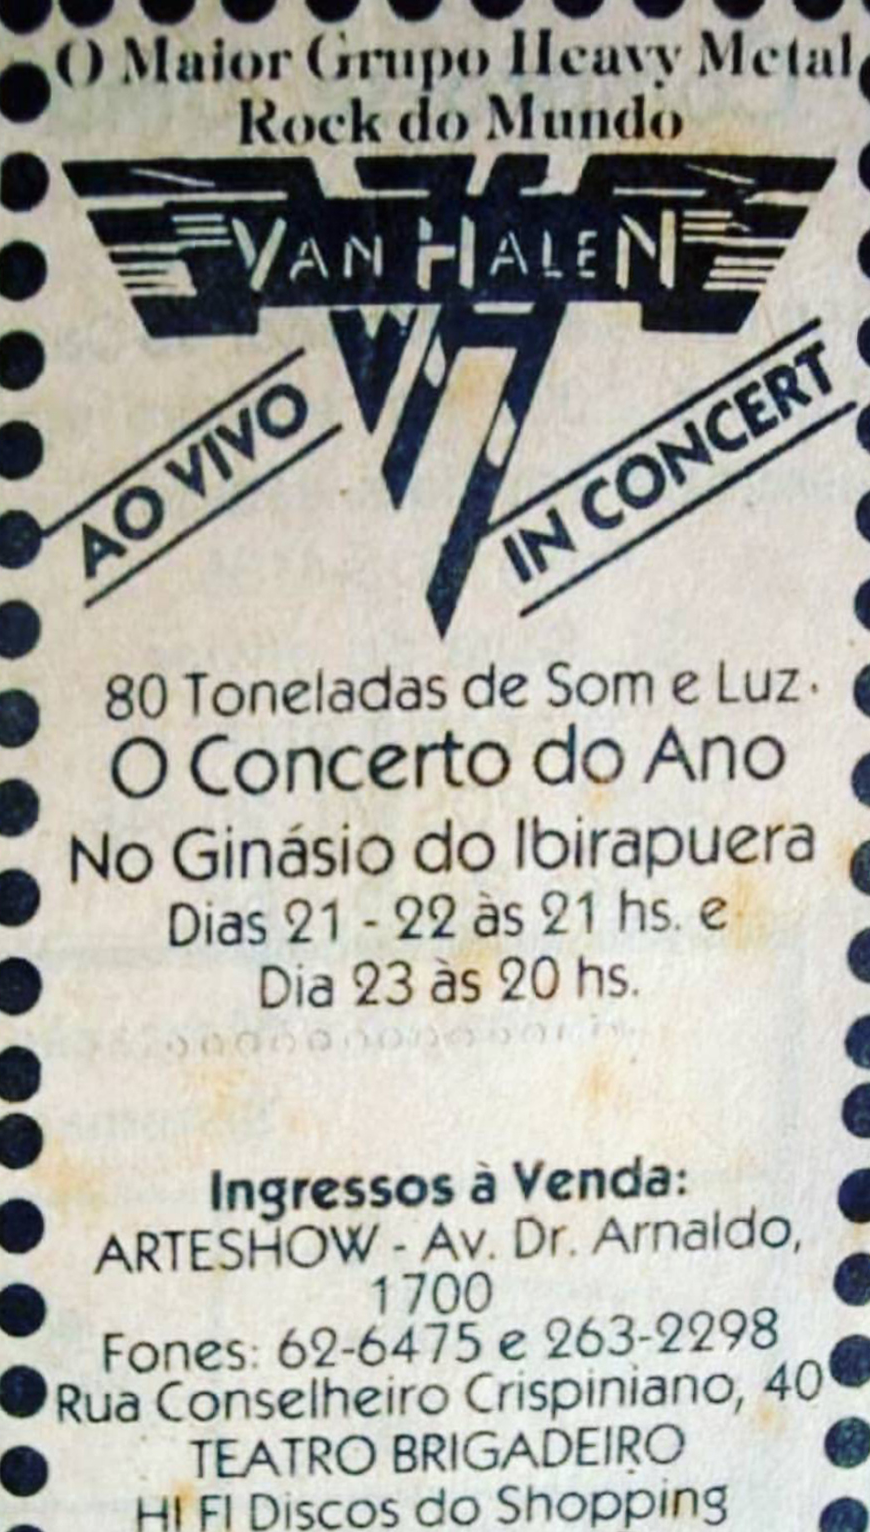 O Maior Grupo Heavy Metal
Rock do Mundo
VAN HALEN
AO VIVO
IN CONCERT
80 Toneladas de Som e Luz.
O Concerto do Ano
No Ginásio do Ibirapuera
Dias 21 - 22 às 21 hs. e
Dia 23 às 20 hs.
Ingressos à Venda:
ARTESHOW - Av. Dr. Arnaldo,
1700
Fones: 62-6475 e 263-2298
Rua Conselheiro Crispiniano, 40
TEATRO BRIGADEIRO
HI FI Discos do Shopping